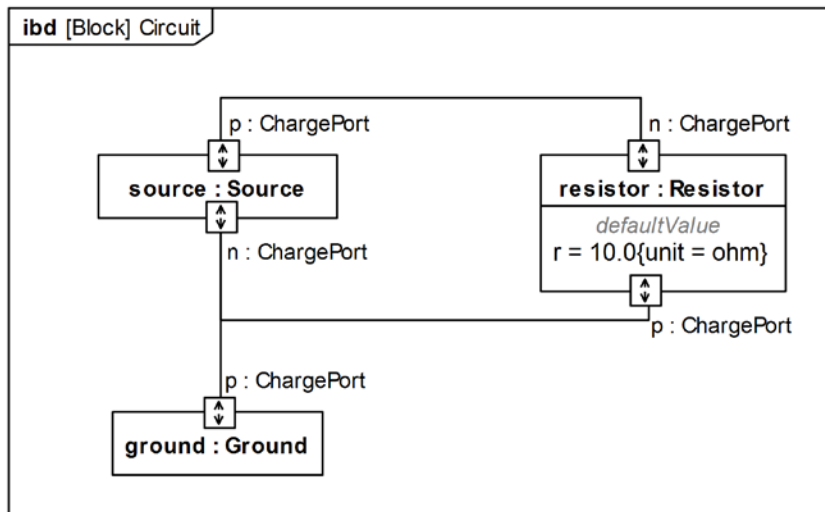 ibd [Block] Circuit
p : ChargePort
n : ChargePort
source : Source
resistor : Resistor
defaultValue
r = 10.0{unit = ohm}
n : ChargePort
p : ChargePort
p : ChargePort
ground : Ground